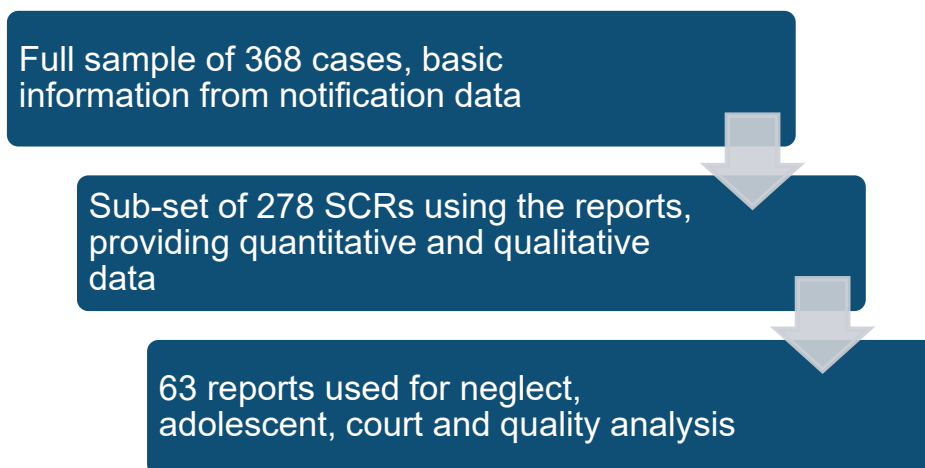 Full sample of 368 cases, basic
information from notification data
Sub-set of 278 SCRs using the reports,
providing quantitative and qualitative
data
63 reports used for neglect,
adolescent, court and quality analysis